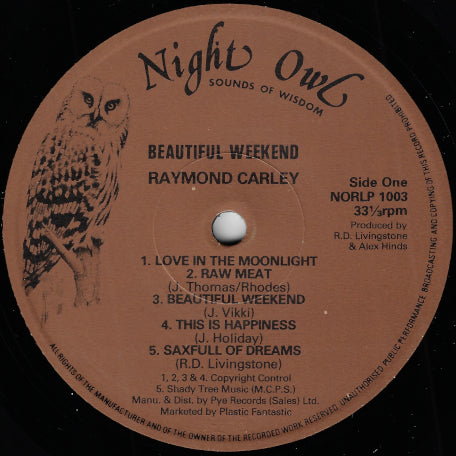 Night Owl
SOUNDS OF WISDOM
BEAUTIFUL WEEKEND
RAYMOND CARLEY
Side One
NORLP 1003
33⅓rpm
Produced by
R.D. Livingstone
& Alex Hinds
1. LOVE IN THE MOONLIGHT
2. RAW MEAT
(J. Thomas/Rhodes)
3. BEAUTIFUL WEEKEND
(J. Vikki)
4. THIS IS HAPPINESS
(J. Holiday)
5. SAXFULL OF DREAMS
(R.D. Livingstone)
1, 2, 3 & 4. Copyright Control
5. Shady Tree Music (M.C.P.S.)
Manu. & Dist. by Pye Records (Sales) Ltd.
Marketed by Plastic Fantastic
ALL RIGHTS OF THE MANUFACTURER AND OF THE OWNER OF THE RECORDED WORK RESERVED. UNAUTHORISED PUBLIC PERFORMANCE BROADCASTING AND COPYING OF THIS RECORD PROHIBITED